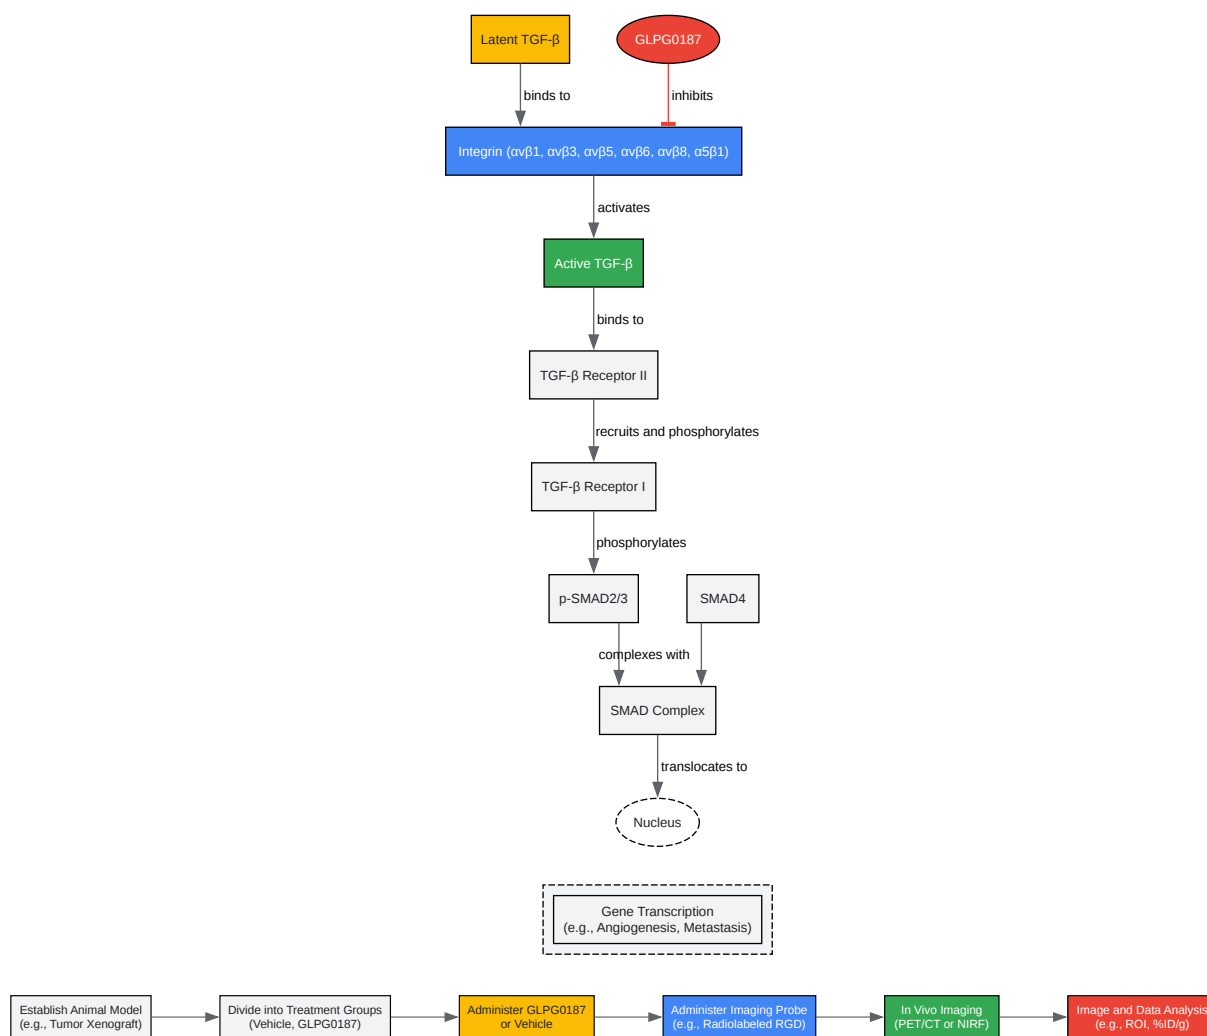 Latent TGF-β
GLPG0187
binds to
inhibits
Integrin (αvβ1, αvβ3, αvβ5, αvβ6, αvβ8, α5β1)
activates
Active TGF-β
binds to
TGF-β Receptor II
recruits and phosphorylates
TGF-β Receptor I
phosphorylates
p-SMAD2/3
SMAD4
complexes with
SMAD Complex
translocates to
Nucleus
Gene Transcription
(e.g., Angiogenesis, Metastasis)
Establish Animal Model
(e.g., Tumor Xenograft)
Divide into Treatment Groups
(Vehicle, GLPG0187)
Administer GLPG0187
or Vehicle
Administer Imaging Probe
(e.g., Radiolabeled RGD)
In Vivo Imaging
(PET/CT or NIRF)
Image and Data Analysis
(e.g., ROI, %ID/g)